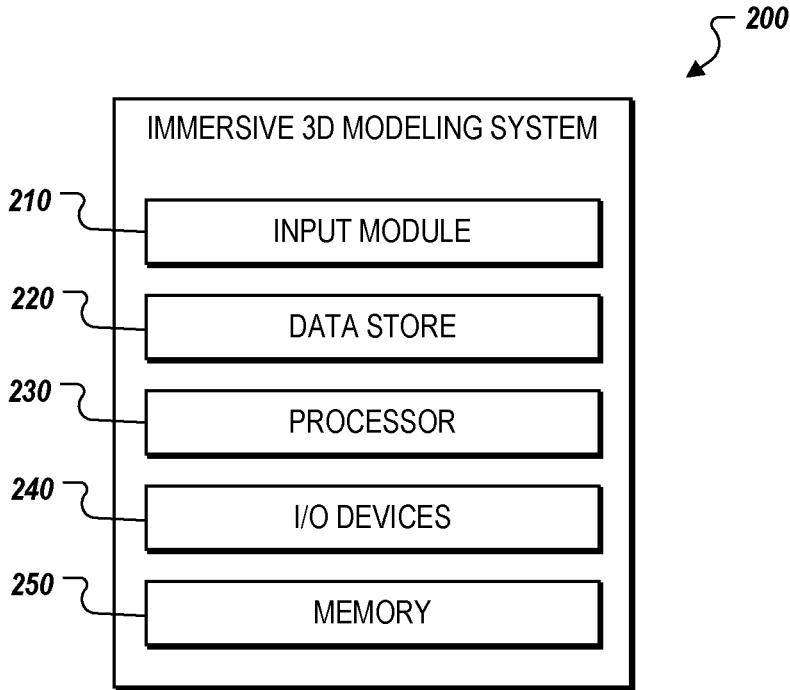 200
IMMERSIVE 3D MODELING SYSTEM
210
INPUT MODULE
220
DATA STORE
230
PROCESSOR
240
I/O DEVICES
250
MEMORY